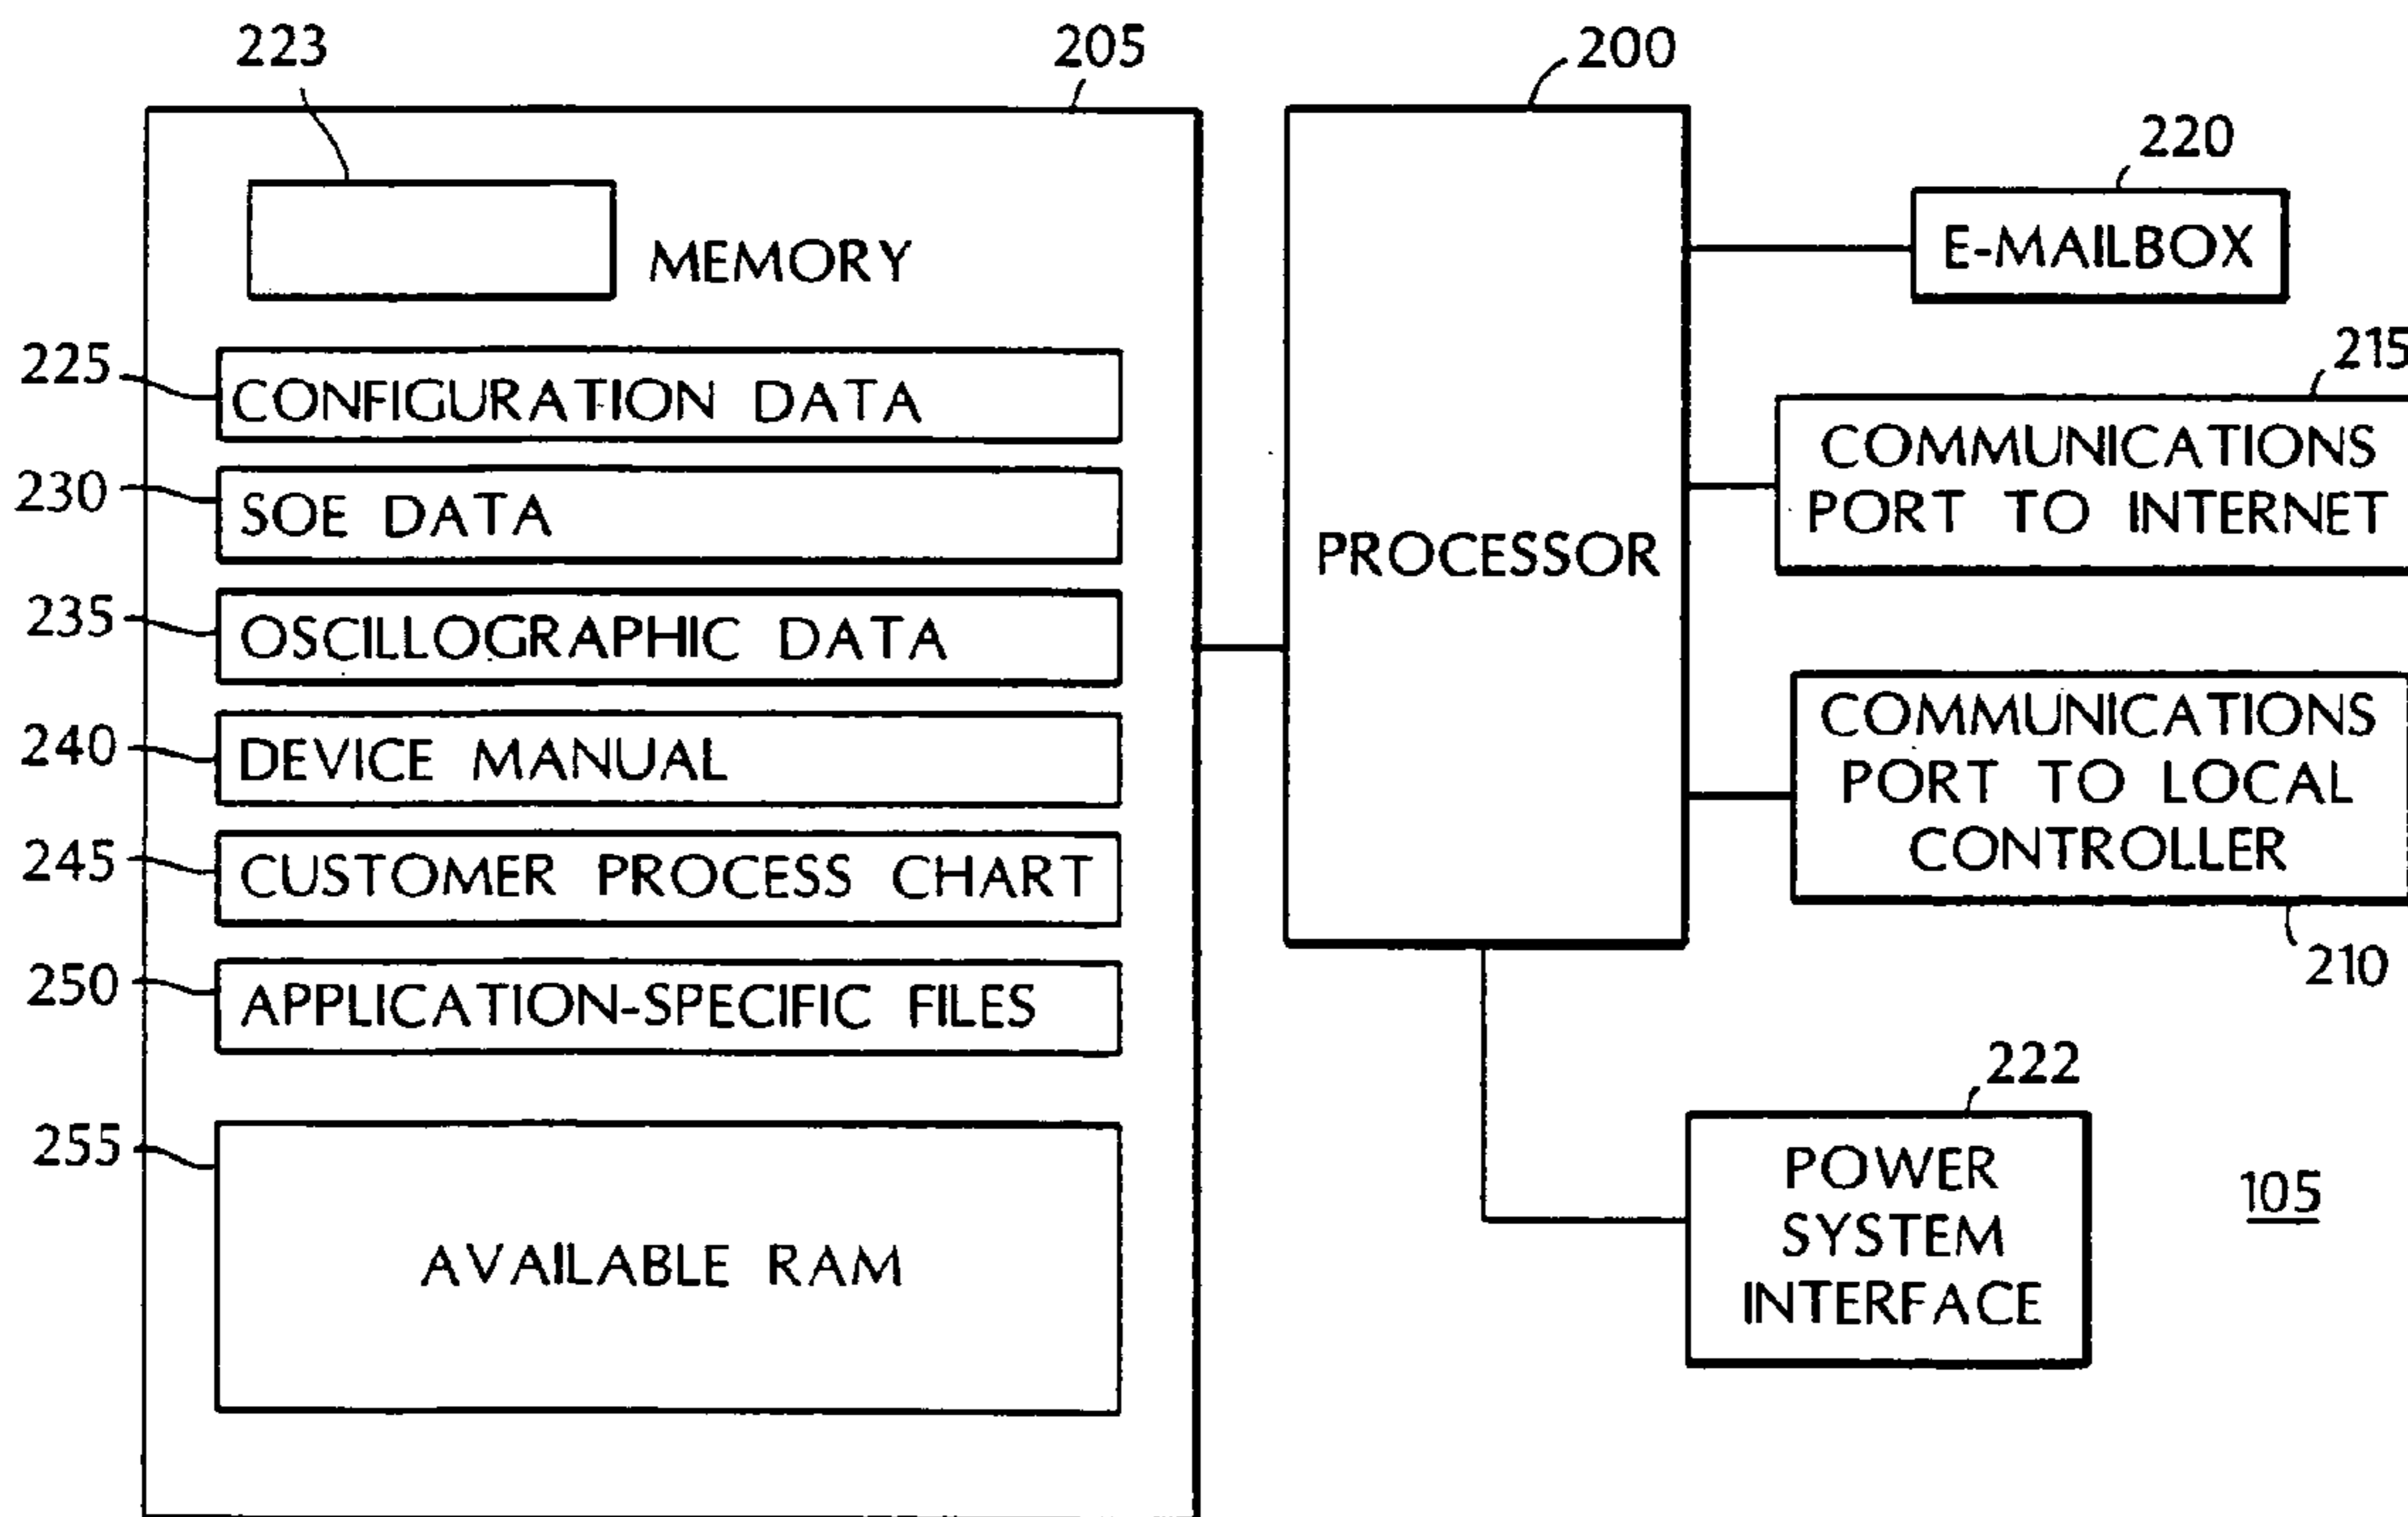 223
205
200
220
MEMORY
E-MAILBOX
215
225
CONFIGURATION DATA
COMMUNICATIONS
PORT TO INTERNET
230
SOE DATA
PROCESSOR
235
OSCILLOGRAPHIC DATA
COMMUNICATIONS
PORT TO LOCAL
CONTROLLER
210
240
DEVICE MANUAL
245
CUSTOMER PROCESS CHART
250
APPLICATION-SPECIFIC FILES
222
255
AVAILABLE RAM
POWER
SYSTEM
INTERFACE
105